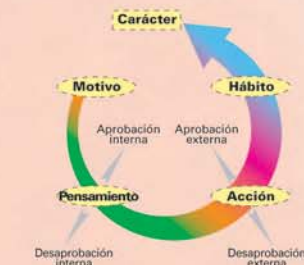 Carácter
Motivo
Hábito
Aprobación
interna
Aprobación
externa
Pensamiento
Acción
Desaprobación
interna
Desaprobación
externa